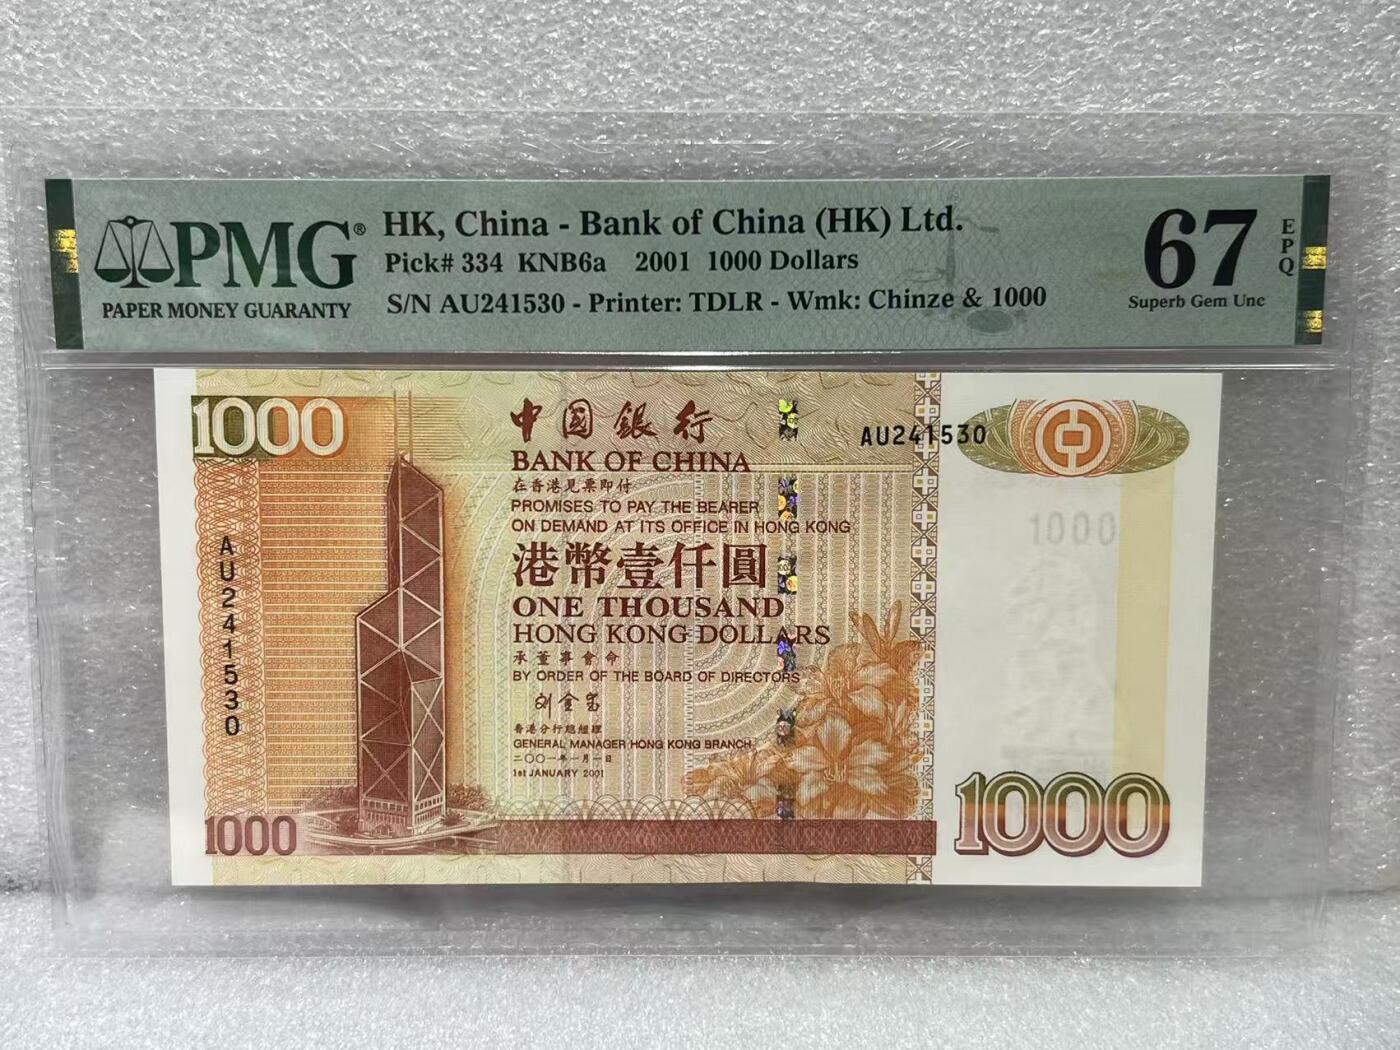 PMG®
PAPER MONEY GUARANTY
HK, China - Bank of China (HK) Ltd.
Pick# 334 KNB6a 2001 1000 Dollars
S/N AU241530 - Printer: TDLR - Wmk: Chinze & 1000
67
EPQ
Superb Gem Unc
1000
中國銀行
AU241530
BANK OF CHINA
在香港見票即付
PROMISES TO PAY THE BEARER
ON DEMAND AT ITS OFFICE IN HONG KONG
1000
港幣壹仟圓
AU241530
ONE THOUSAND
HONG KONG DOLLARS
承董事會命
BY ORDER OF THE BOARD OF DIRECTORS
香港分行總經理
GENERAL MANAGER HONG KONG BRANCH
二〇〇一年一月一日
1st JANUARY 2001
1000
1000